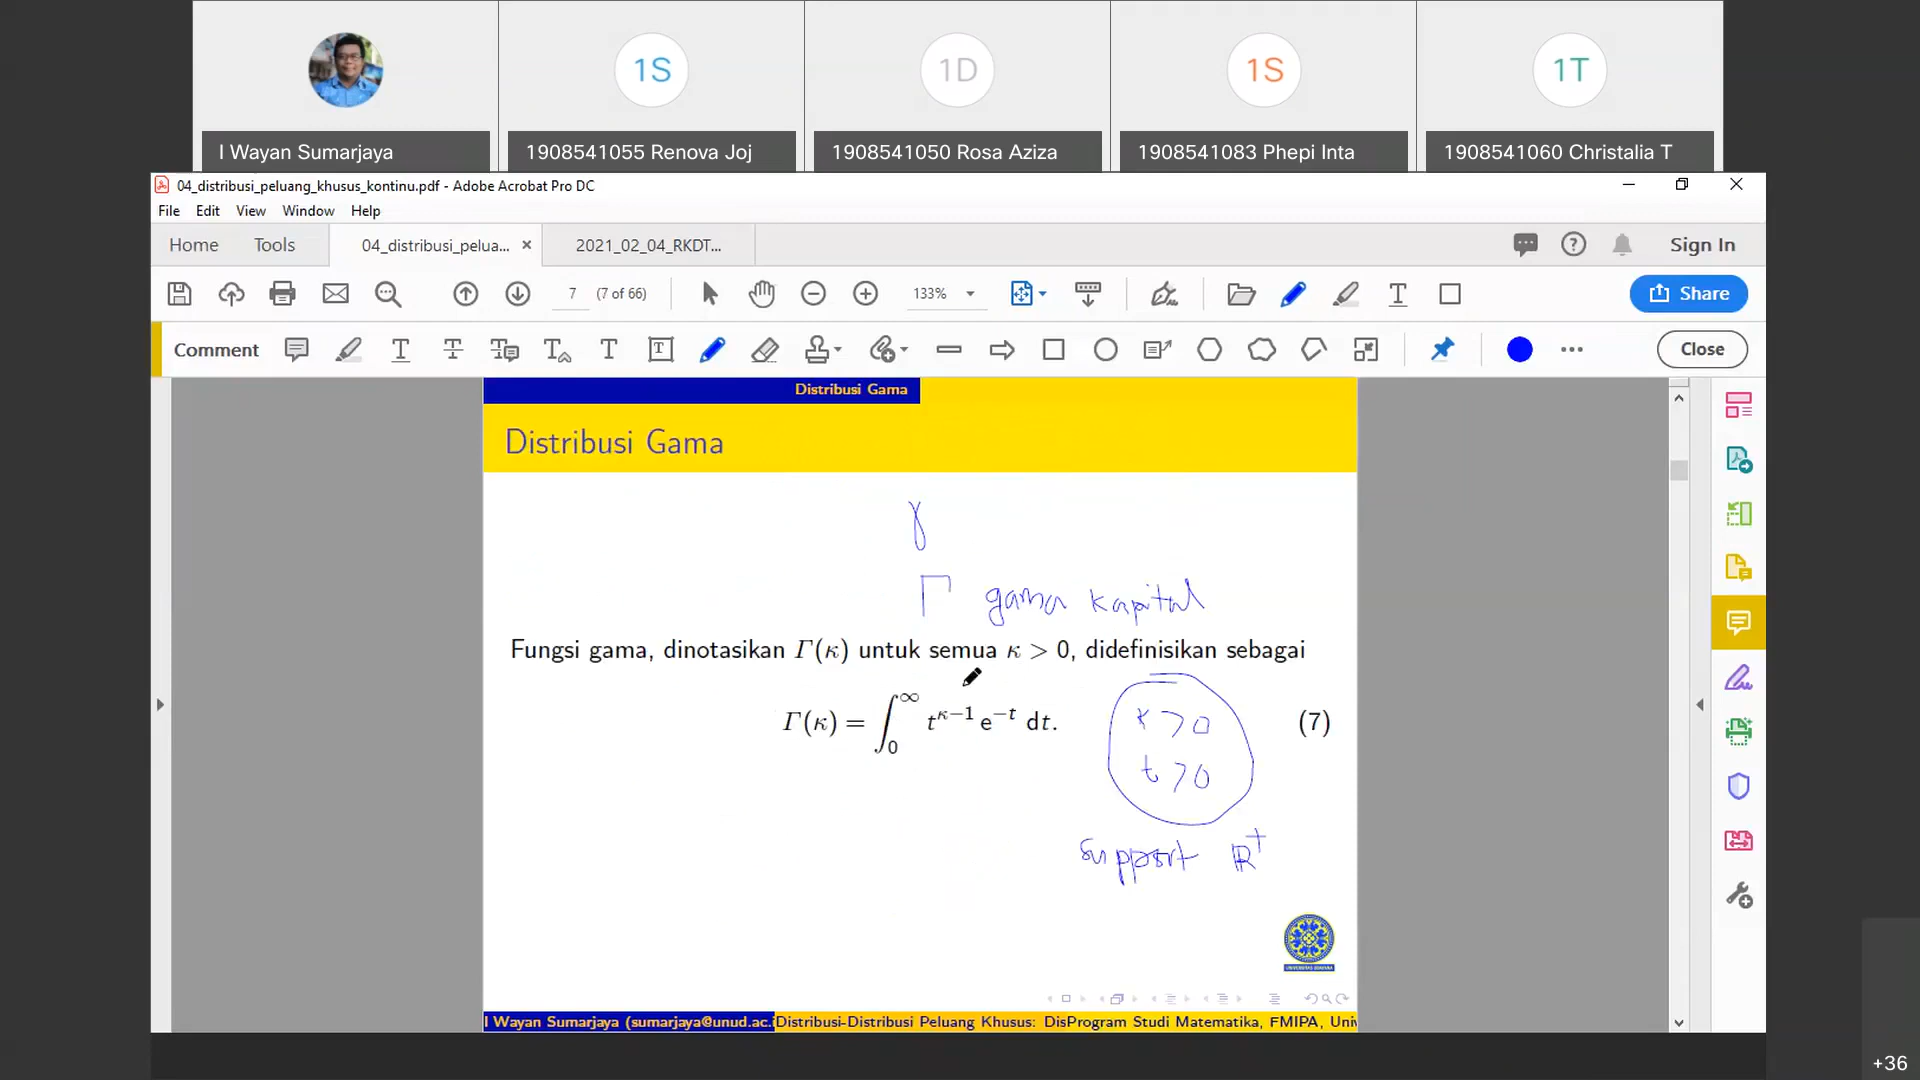 1S
1D
1S
1T
I Wayan Sumarjaya
1908541055 Renova Joj
1908541050 Rosa Aziza
1908541083 Phepi Inta
1908541060 Christalia T
04_distribusi_peluang_khusus_kontinu.pdf - Adobe Acrobat Pro DC
File Edit View Window Help
Home Tools 04_distribusi_pelua... × 2021_02_04_RKDT... Sign In
7 (7 of 66) 133% Share
Comment Close
Distribusi Gama
Distribusi Gama
γ
Γ gama kapital
Fungsi gama, dinotasikan Γ(κ) untuk semua κ > 0, didefinisikan sebagai
Γ(κ) = ∫₀^∞ t^{κ−1} e^{−t} dt. (7)
κ > 0
t > 0
support ℝ⁺
I Wayan Sumarjaya (sumarjaya@unud.ac.i Distribusi-Distribusi Peluang Khusus: Dis Program Studi Matematika, FMIPA, Univ
+36